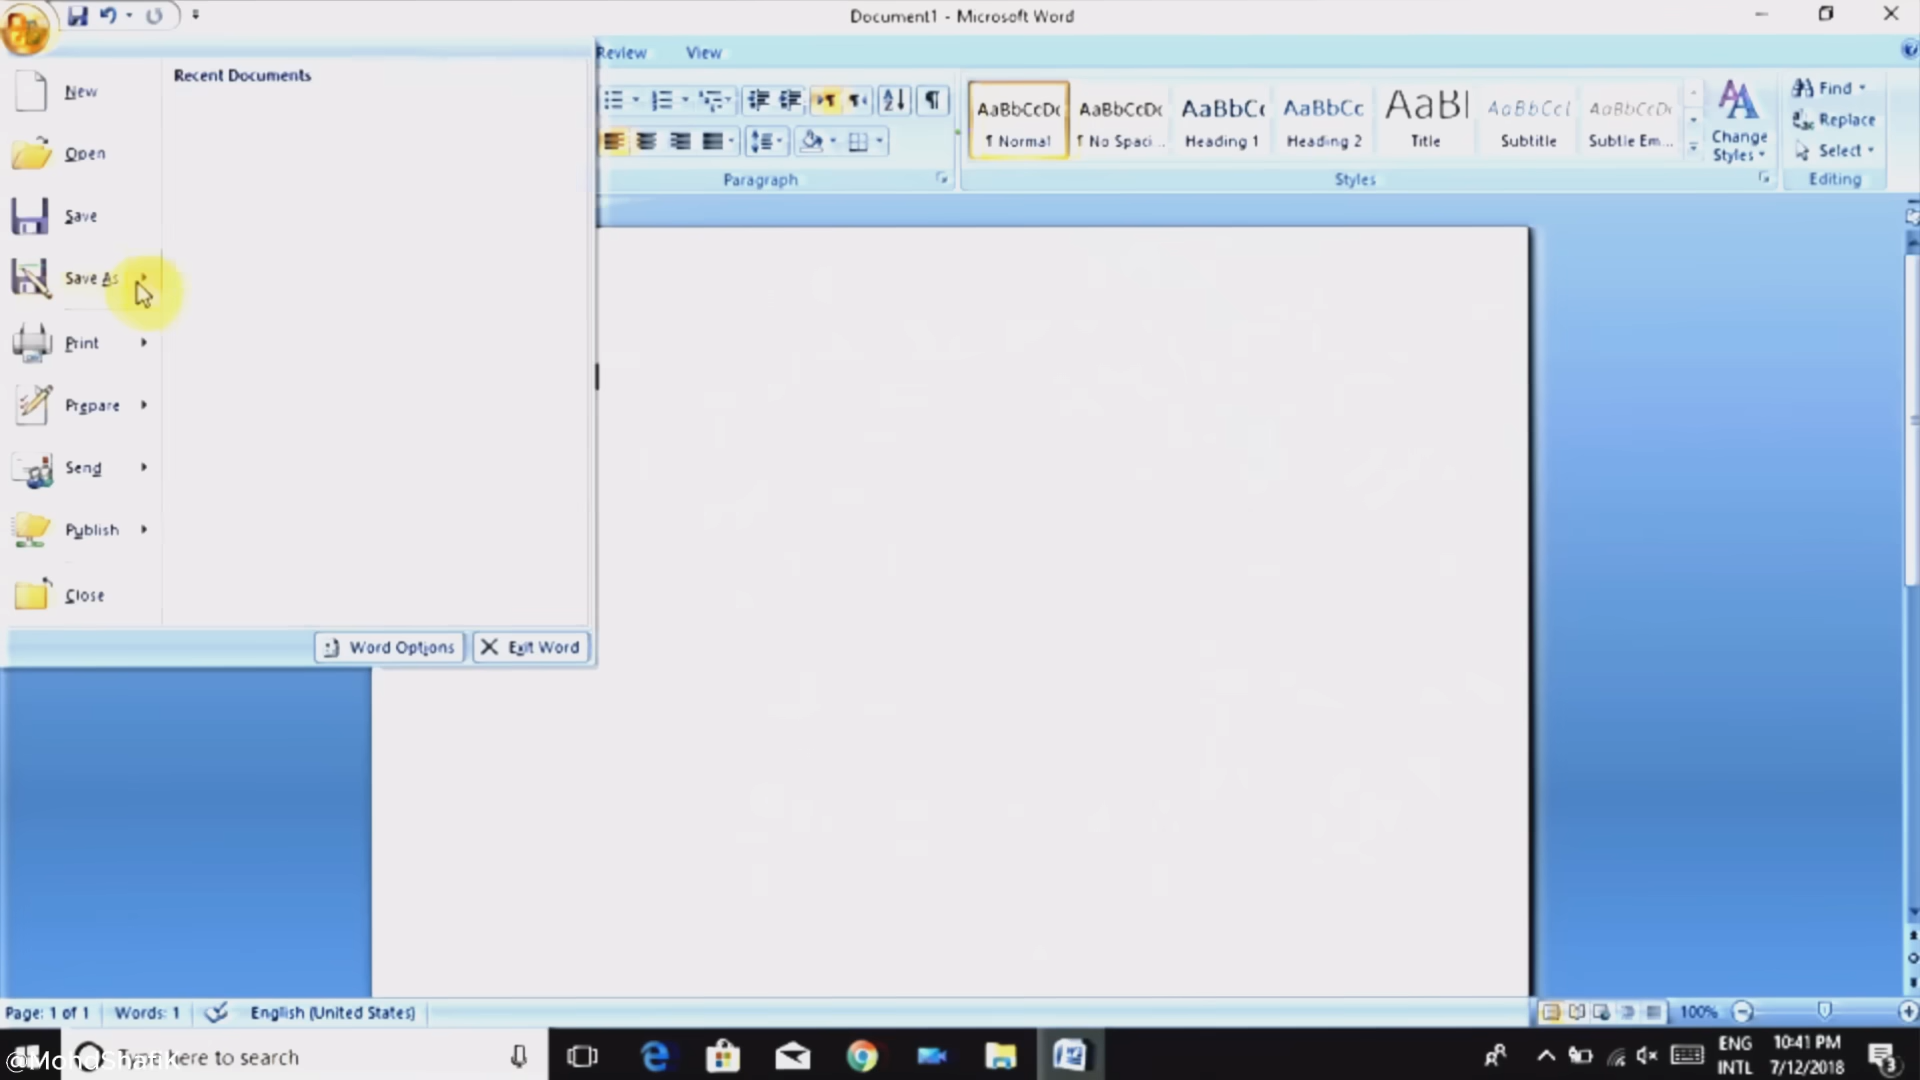 Document1 - Microsoft Word
Review View
New
Recent Documents
Open
Save
Save As
Print
Prepare
Send
Publish
Close
Word Options
Exit Word
AaBbCcDc
¶ Normal
AaBbCcDc
¶ No Spaci...
AaBbCc
Heading 1
AaBbCc
Heading 2
AaBl
Title
AaBbCcl
Subtitle
AaBbCcDc
Subtle Em...
Change
Styles
Find
Replace
Select
Paragraph
Styles
Editing
Page: 1 of 1 Words: 1 English (United States)
100%
@MohdShafik
here to search
ENG
INTL
10:41 PM
7/12/2018
3